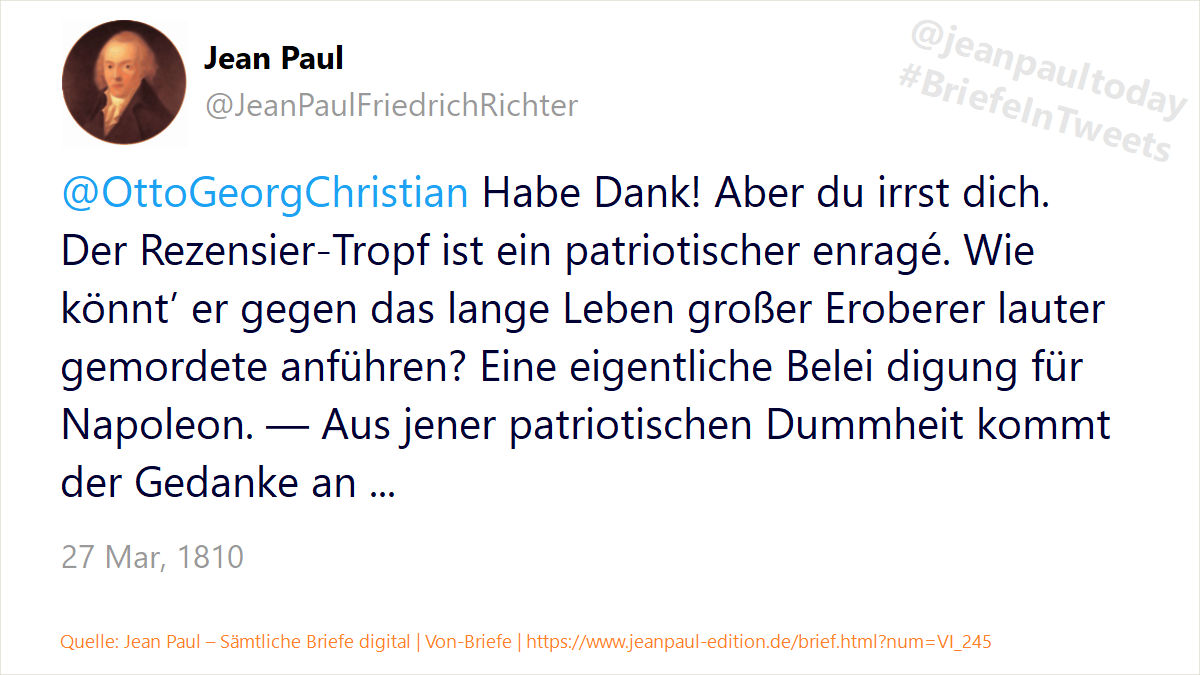 Jean Paul
@JeanPaulFriedrichRichter
@jeanpaultoday
#BriefeInTweets
@OttoGeorgChristian Habe Dank! Aber du irrst dich.
Der Rezensier-Tropf ist ein patriotischer enragé. Wie
könnt’ er gegen das lange Leben großer Eroberer lauter
gemordete anführen? Eine eigentliche Belei digung für
Napoleon. — Aus jener patriotischen Dummheit kommt
der Gedanke an ...
27 Mar, 1810
Quelle: Jean Paul – Sämtliche Briefe digital | Von-Briefe | https://www.jeanpaul-edition.de/brief.html?num=VI_245